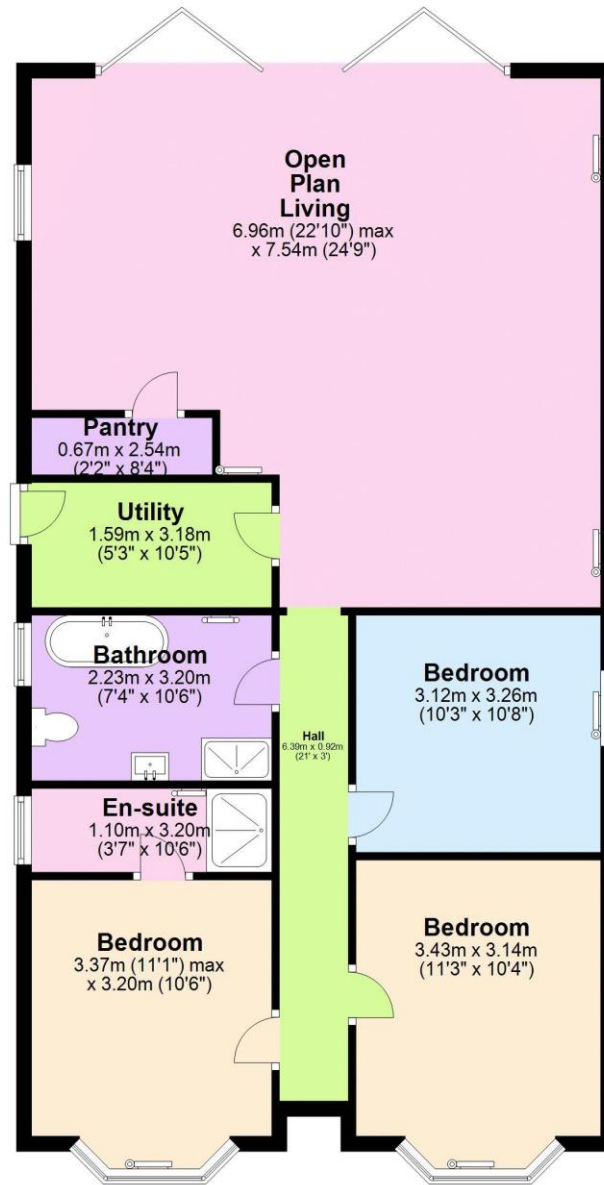 Open
Plan
Living
6.96m (22'10") max
x 7.54m (24'9")
Pantry
0.67m x 2.54m
(2'2" x 8'4")
Utility
1.59m x 3.18m
(5'3" x 10'5")
Bathroom
2.23m x 3.20m
(7'4" x 10'6")
Bedroom
3.12m x 3.26m
(10'3" x 10'8")
Hall
6.39m x 0.92m
(21' x 3')
En-suite
1.10m x 3.20m
(3'7" x 10'6")
Bedroom
3.37m (11'1") max
x 3.20m (10'6")
Bedroom
3.43m x 3.14m
(11'3" x 10'4")